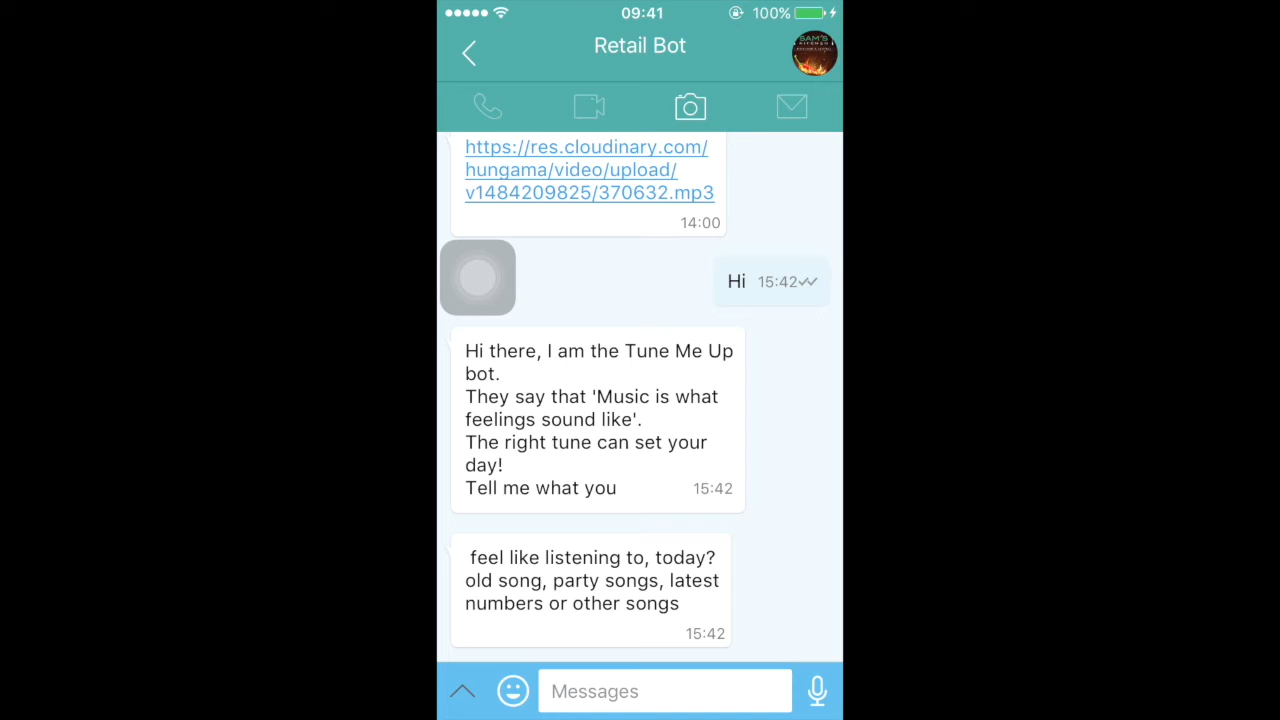 09:41
100%
Retail Bot
SAM'S
KITCHEN
https://res.cloudinary.com/
hungama/video/upload/
v1484209825/370632.mp3
14:00
Hi 15:42
Hi there, I am the Tune Me Up
bot.
They say that 'Music is what
feelings sound like'.
The right tune can set your
day!
Tell me what you 15:42
feel like listening to, today?
old song, party songs, latest
numbers or other songs
15:42
Messages